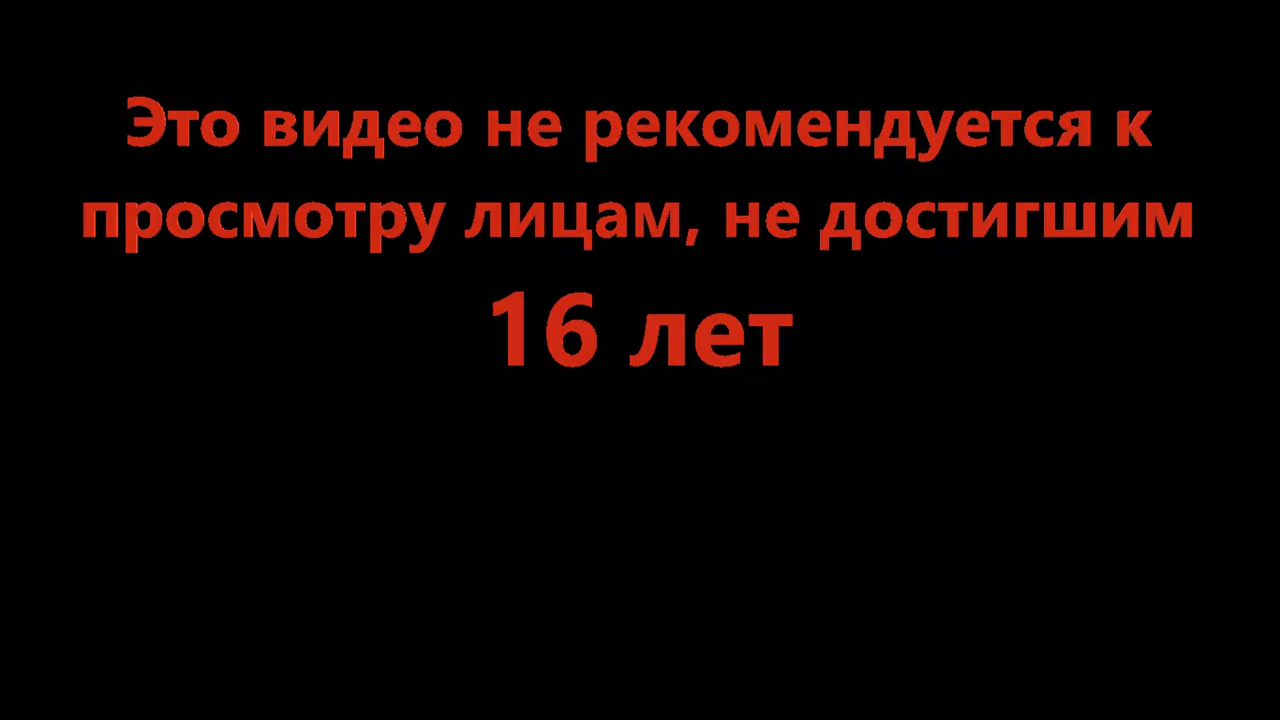 Это видео не рекомендуется к
просмотру лицам, не достигшим
16 лет